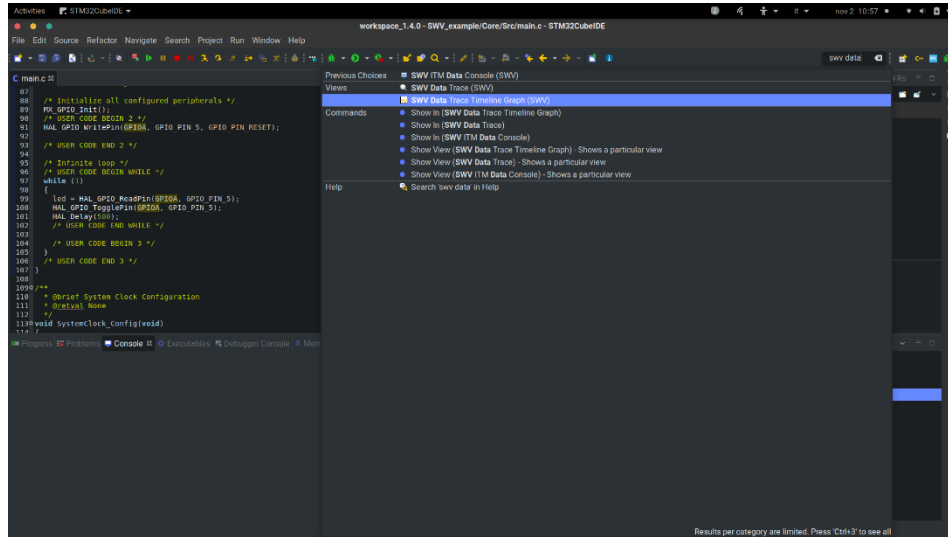 Activities STM32CubeIDE
nov 2 10:57
workspace_1.4.0 - SWV_example/Core/Src/main.c - STM32CubeIDE
File Edit Source Refactor Navigate Search Project Run Window Help
swv data
main.c
Previous Choices SWV ITM Data Console (SWV)
Views SWV Data Trace (SWV)
SWV Data Trace Timeline Graph (SWV)
Commands Show In (SWV Data Trace Timeline Graph)
Show In (SWV Data Trace)
Show In (SWV ITM Data Console)
Show View (SWV Data Trace Timeline Graph) - Shows a particular view
Show View (SWV Data Trace) - Shows a particular view
Show View (SWV ITM Data Console) - Shows a particular view
Help Search 'swv data' in Help
87
88 /* Initialize all configured peripherals */
89 MX_GPIO_Init();
90 /* USER CODE BEGIN 2 */
91 HAL_GPIO_WritePin(GPIOA, GPIO_PIN_5, GPIO_PIN_RESET);
92
93 /* USER CODE END 2 */
94
95 /* Infinite loop */
96 /* USER CODE BEGIN WHILE */
97 while (1)
98 {
99 led = HAL_GPIO_ReadPin(GPIOA, GPIO_PIN_5);
100 HAL_GPIO_TogglePin(GPIOA, GPIO_PIN_5);
101 HAL_Delay(500);
102 /* USER CODE END WHILE */
103
104 /* USER CODE BEGIN 3 */
105 }
106 /* USER CODE END 3 */
107 }
108
109 /**
110 * @brief System Clock Configuration
111 * @retval None
112 */
113 void SystemClock_Config(void)
Progress Problems Console Executables Debugger Console
Results per category are limited. Press 'Ctrl+3' to see all